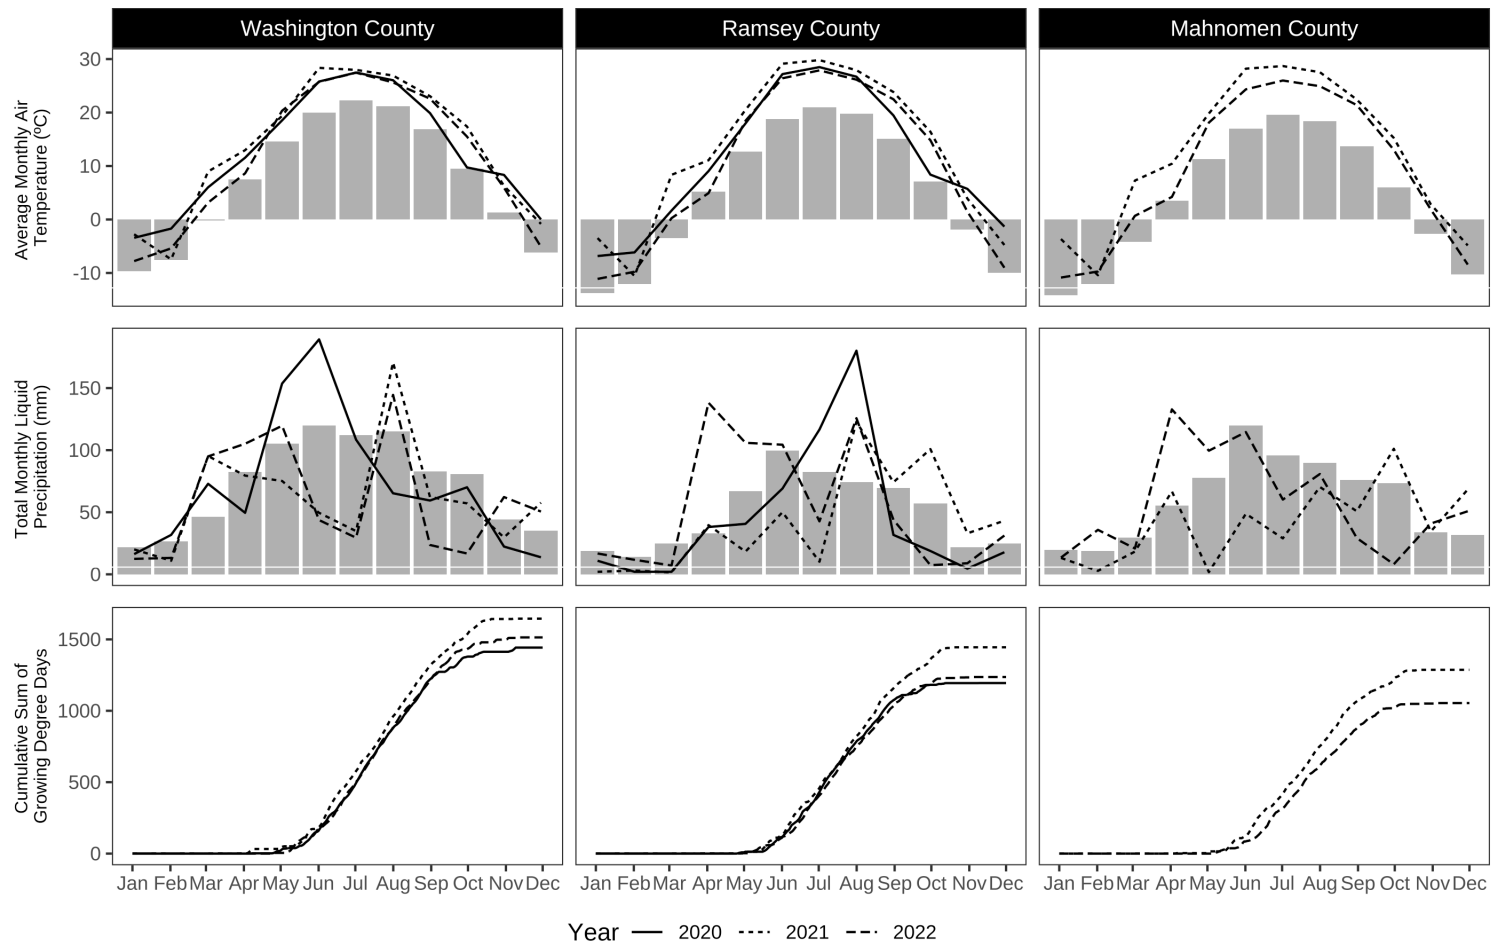 Washington County
Ramsey County
Mahnomen County
Average Monthly Air
Temperature (ºC)
30
20
10
0
-10
Total Monthly Liquid
Precipitation (mm)
150
100
50
0
Cumulative Sum of
Growing Degree Days
1500
1000
500
0
Jan Feb Mar Apr May Jun Jul Aug Sep Oct Nov Dec
Jan Feb Mar Apr May Jun Jul Aug Sep Oct Nov Dec
Jan Feb Mar Apr May Jun Jul Aug Sep Oct Nov Dec
Year 2020 2021 2022